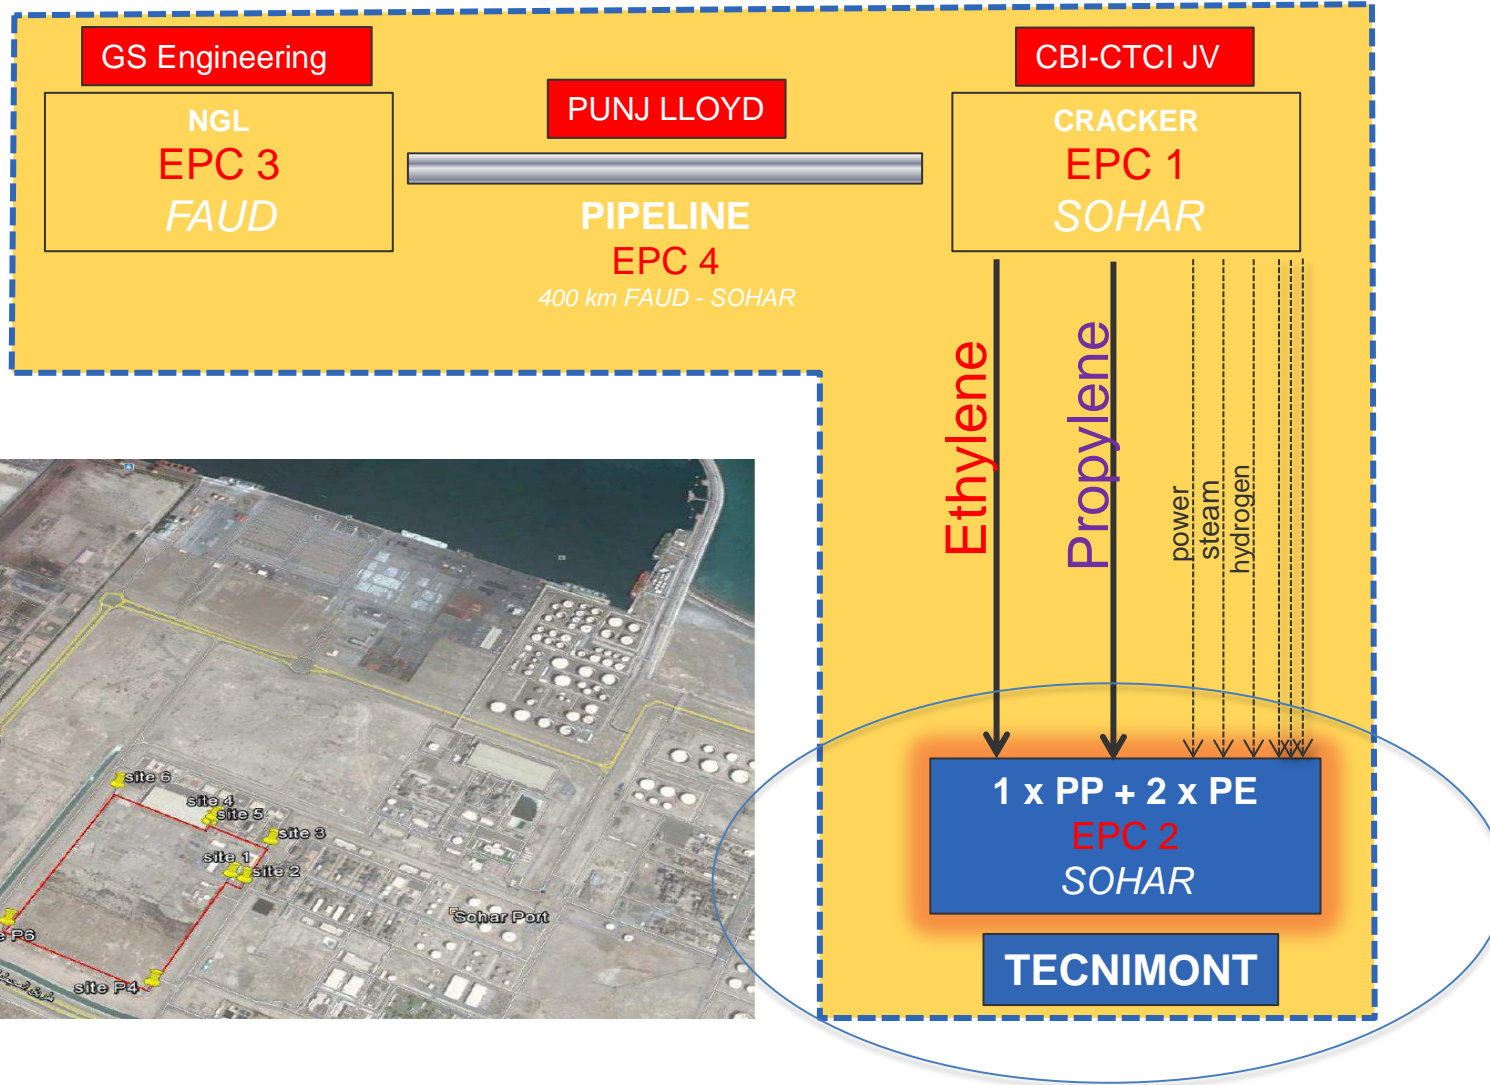 GS Engineering
NGL
EPC 3
FAUD
PUNJ LLOYD
PIPELINE
EPC 4
400 km FAUD - SOHAR
CBI-CTCI JV
CRACKER
EPC 1
SOHAR
Ethylene
Propylene
power
steam
hydrogen
1 x PP + 2 x PE
EPC 2
SOHAR
TECNIMONT
site 6
site 4
site 5
site 3
site 1
site 2
Sohar Port
P6
site P4